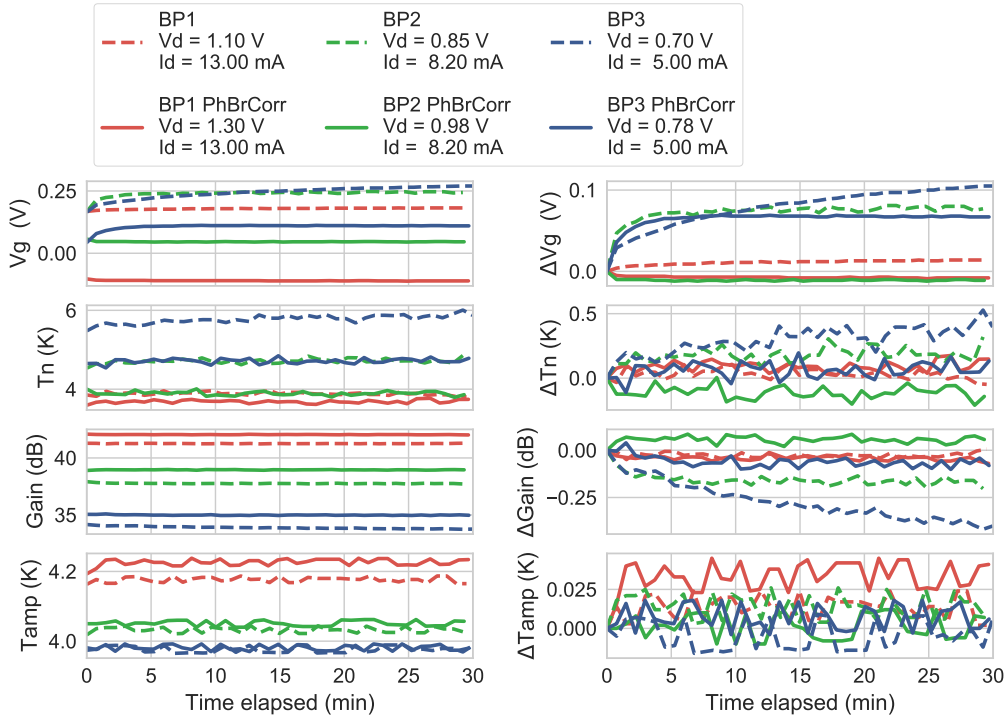 BP1
Vd = 1.10 V
Id = 13.00 mA
BP2
Vd = 0.85 V
Id = 8.20 mA
BP3
Vd = 0.70 V
Id = 5.00 mA
BP1 PhBrCorr
Vd = 1.30 V
Id = 13.00 mA
BP2 PhBrCorr
Vd = 0.98 V
Id = 8.20 mA
BP3 PhBrCorr
Vd = 0.78 V
Id = 5.00 mA
Vg (V)
0.25
0.00
ΔVg (V)
0.1
0.0
Tn (K)
6
4
ΔTn (K)
0.5
0.0
Gain (dB)
40
35
ΔGain (dB)
0.00
−0.25
Tamp (K)
4.2
4.0
ΔTamp (K)
0.025
0.000
0 5 10 15 20 25 30
Time elapsed (min)
0 5 10 15 20 25 30
Time elapsed (min)